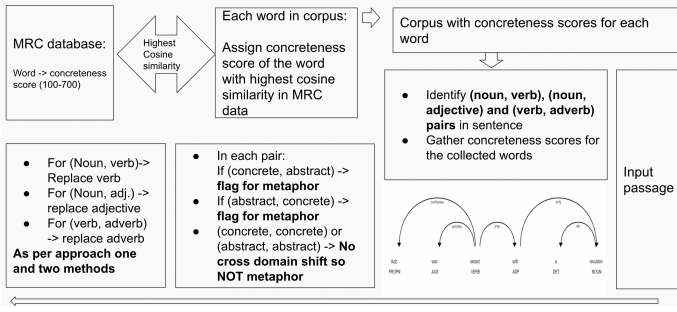 MRC database:
Word -> concreteness
score (100-700)
Highest
Cosine
similarity
Each word in corpus:
Assign concreteness
score of the word
with highest cosine
similarity in MRC
data
Corpus with concreteness scores for each
word
● Identify (noun, verb), (noun,
adjective) and (verb, adverb)
pairs in sentence
● Gather concreteness scores for
the collected words
Input
passage
● In each pair:
If (concrete, abstract) ->
flag for metaphor
● If (abstract, concrete) ->
flag for metaphor
● (concrete, concrete) or
(abstract, abstract) -> No
cross domain shift so
NOT metaphor
● For (Noun, verb)->
Replace verb
● For (Noun, adj.) ->
replace adjective
● For (verb, adverb)
-> replace adverb
As per approach one
and two methods
was seized with a revulsion
PROPN AUX VERB ADP DET NOUN